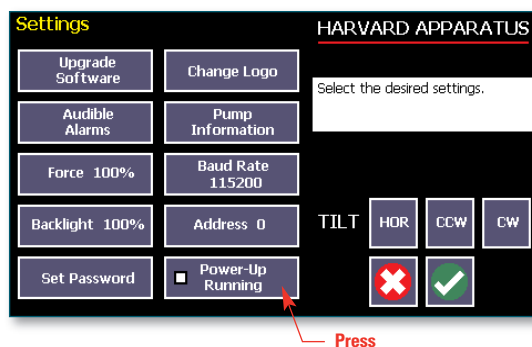 Settings
HARVARD APPARATUS
Upgrade
Software
Change Logo
Select the desired settings.
Audible
Alarms
Pump
Information
Force 100%
Baud Rate
115200
Backlight 100%
Address 0
TILT
HOR
CCW
CW
Set Password
Power-Up
Running
Press